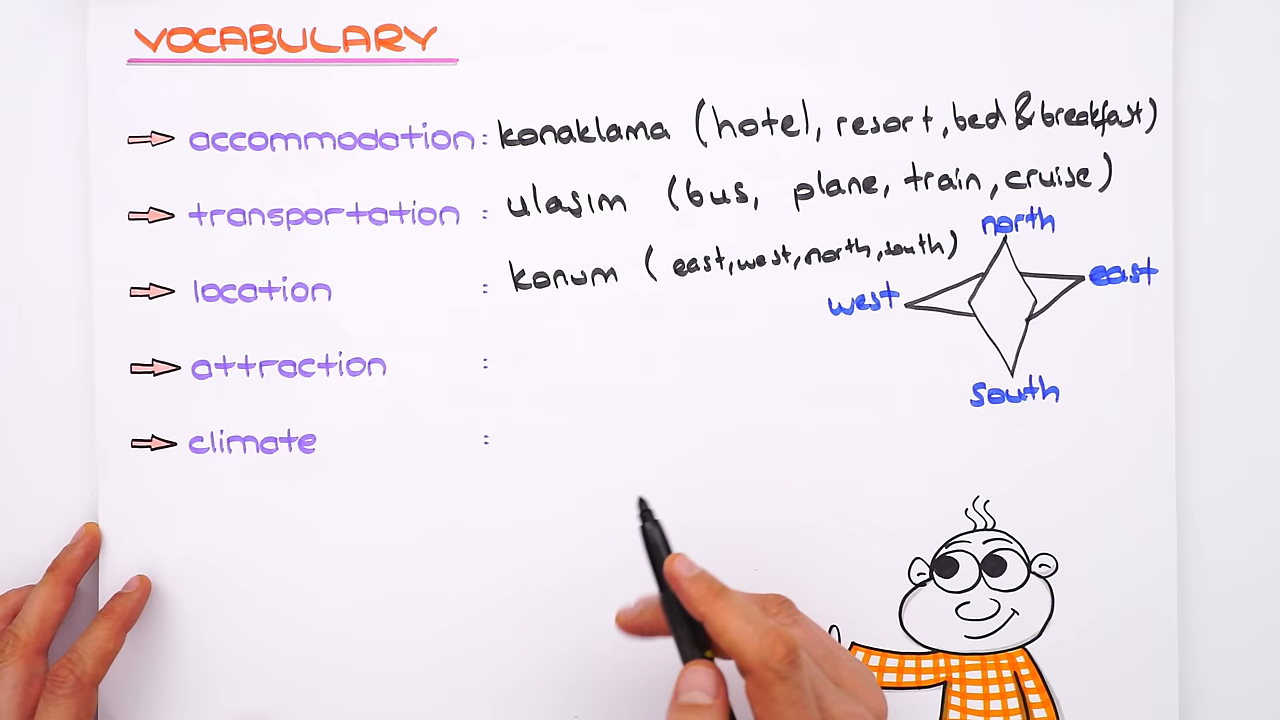 VOCABULARY
accommodation : konaklama (hotel, resort, bed & breakfast)
transportation : ulaşım (bus, plane, train, cruise)
location : konum (east, west, north, south)
attraction :
climate :
north
west
east
south